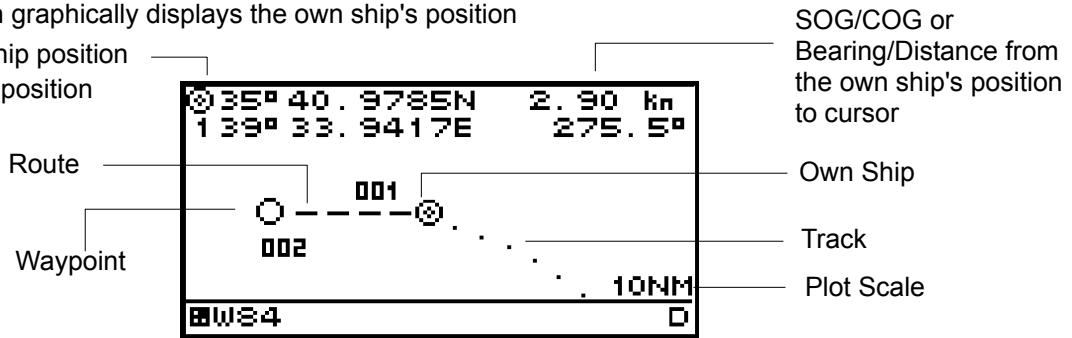 graphically displays the own ship's position
hip position
position
SOG/COG or
Bearing/Distance from
the own ship's position
to cursor
35° 40.9785N 2.90 kn
139° 33.9417E 275.5°
Route
001
Own Ship
Waypoint
002
Track
10NM
Plot Scale
W84 D